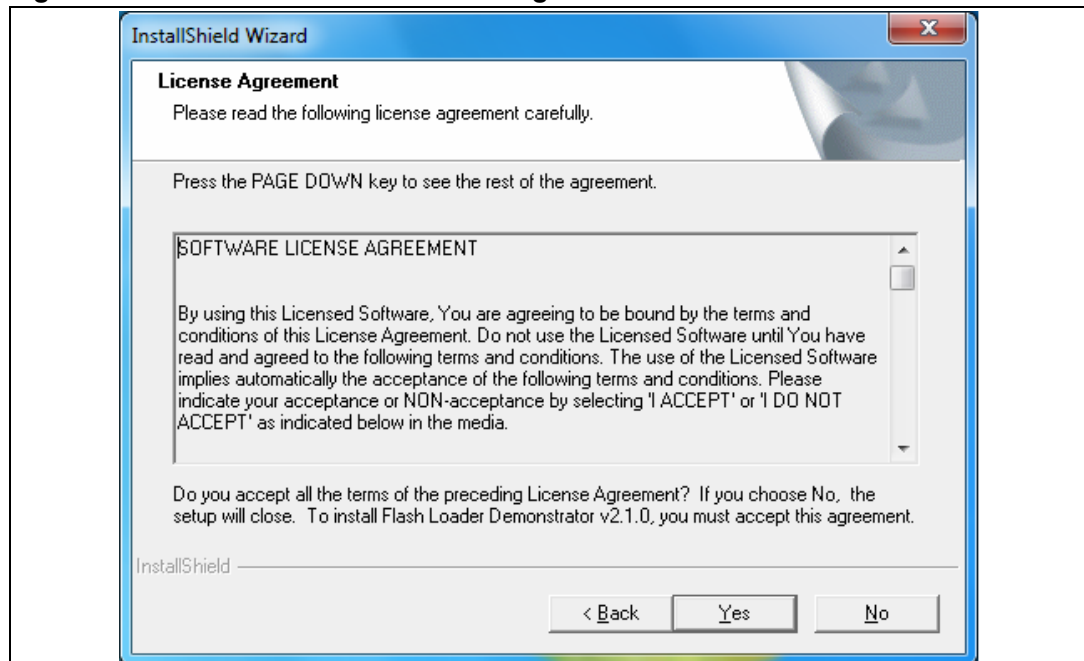 InstallShield Wizard
License Agreement
Please read the following license agreement carefully.
Press the PAGE DOWN key to see the rest of the agreement.
SOFTWARE LICENSE AGREEMENT
By using this Licensed Software, You are agreeing to be bound by the terms and
conditions of this License Agreement. Do not use the Licensed Software until You have
read and agreed to the following terms and conditions. The use of the Licensed Software
implies automatically the acceptance of the following terms and conditions. Please
indicate your acceptance or NON-acceptance by selecting 'I ACCEPT' or 'I DO NOT
ACCEPT' as indicated below in the media.
Do you accept all the terms of the preceding License Agreement?  If you choose No,  the
setup will close.  To install Flash Loader Demonstrator v2.1.0, you must accept this agreement.
InstallShield
< Back
Yes
No